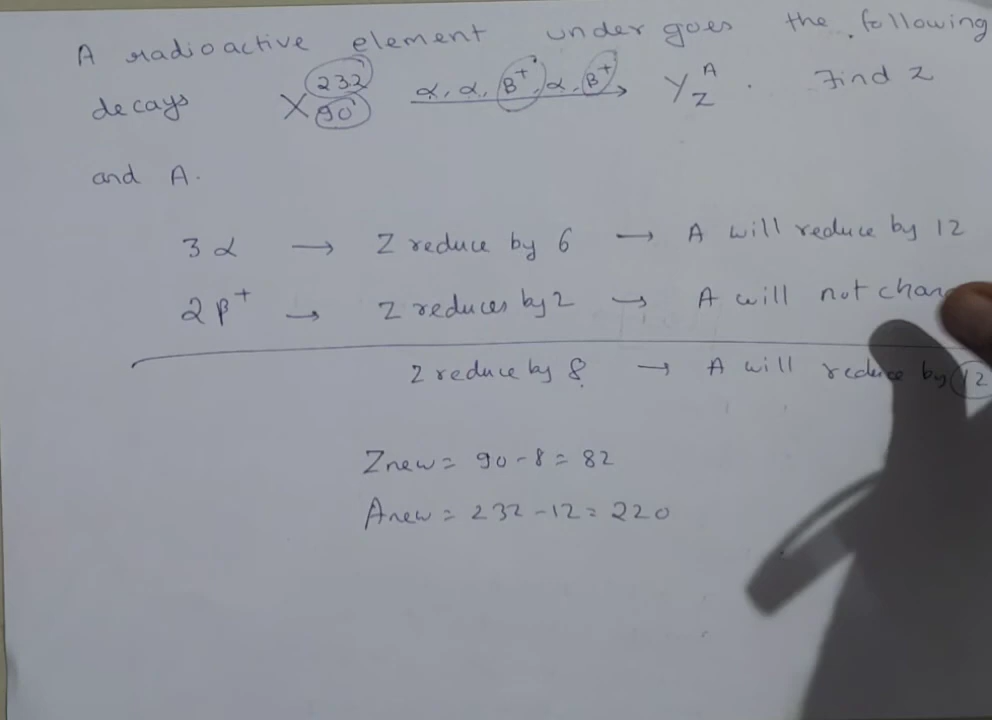 A radioactive element undergoes the following
decays X 232 90 α, α, β+, α, β+ → Y A Z . Find Z
and A.
3α → Z reduce by 6 → A will reduce by 12
2β+ → Z reduces by 2 → A will not chan
Z reduce by 8 → A will reduce by 12
Znew = 90-8 = 82
Anew = 232-12 = 220